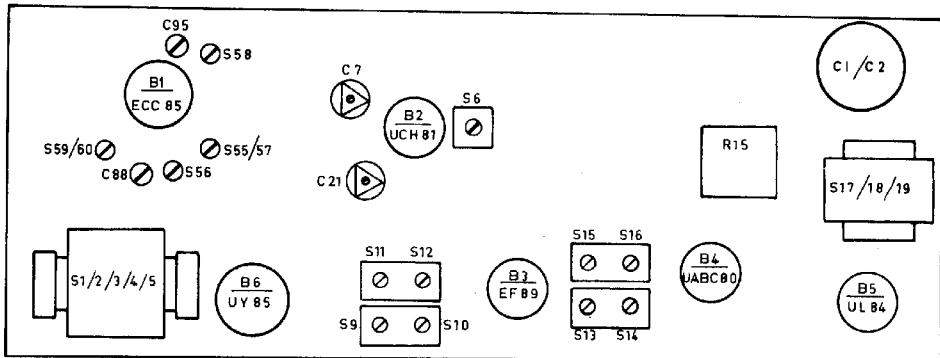 C95
S58
B1
ECC 85
S59/60
C88
S56
S55/57
C7
B2
UCH 81
S6
C21
C1/C2
R15
S17/18/19
S1/2/3/4/5
B6
UY 85
S11 S12
S9 S10
B3
EF 89
S15 S16
S13 S14
B4
UABC80
B5
UL 84